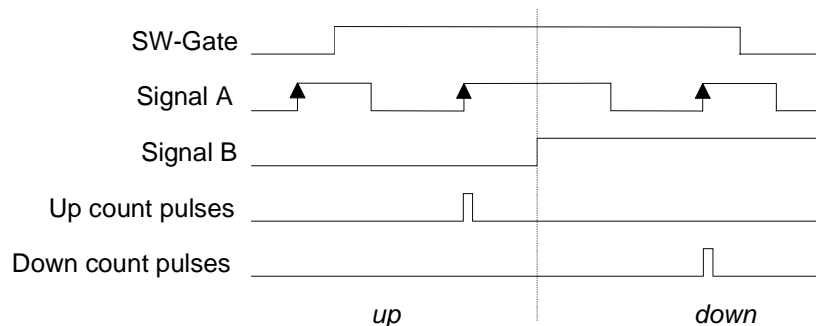 SW-Gate
Signal A
Signal B
Up count pulses
Down count pulses
up
down